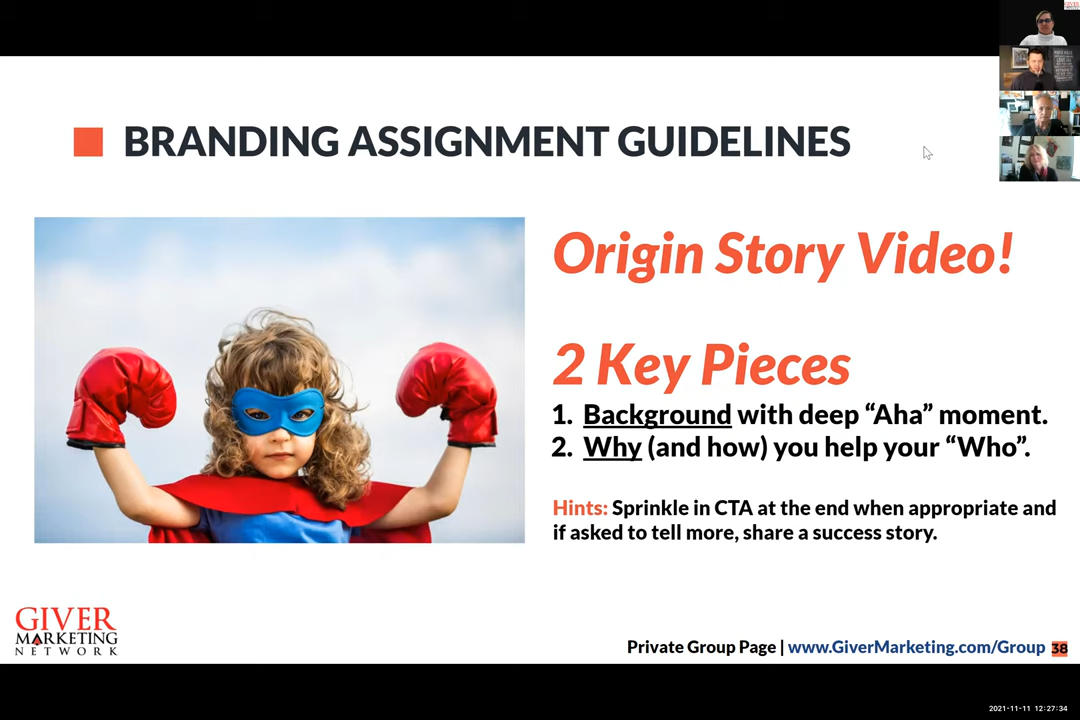 GIVER
BRANDING ASSIGNMENT GUIDELINES
Origin Story Video!
2 Key Pieces
1. Background with deep “Aha” moment.
2. Why (and how) you help your “Who”.
Hints: Sprinkle in CTA at the end when appropriate and
if asked to tell more, share a success story.
GIVER
MARKETING
NETWORK
Private Group Page | www.GiverMarketing.com/Group 38
2021-11-11 12:27:34